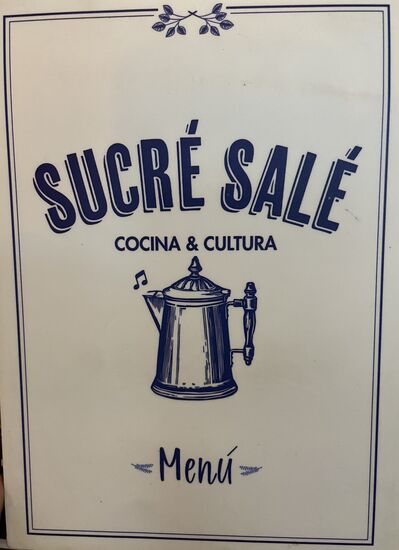 SUCRÉ SALÉ
COCINA & CULTURA
Menú